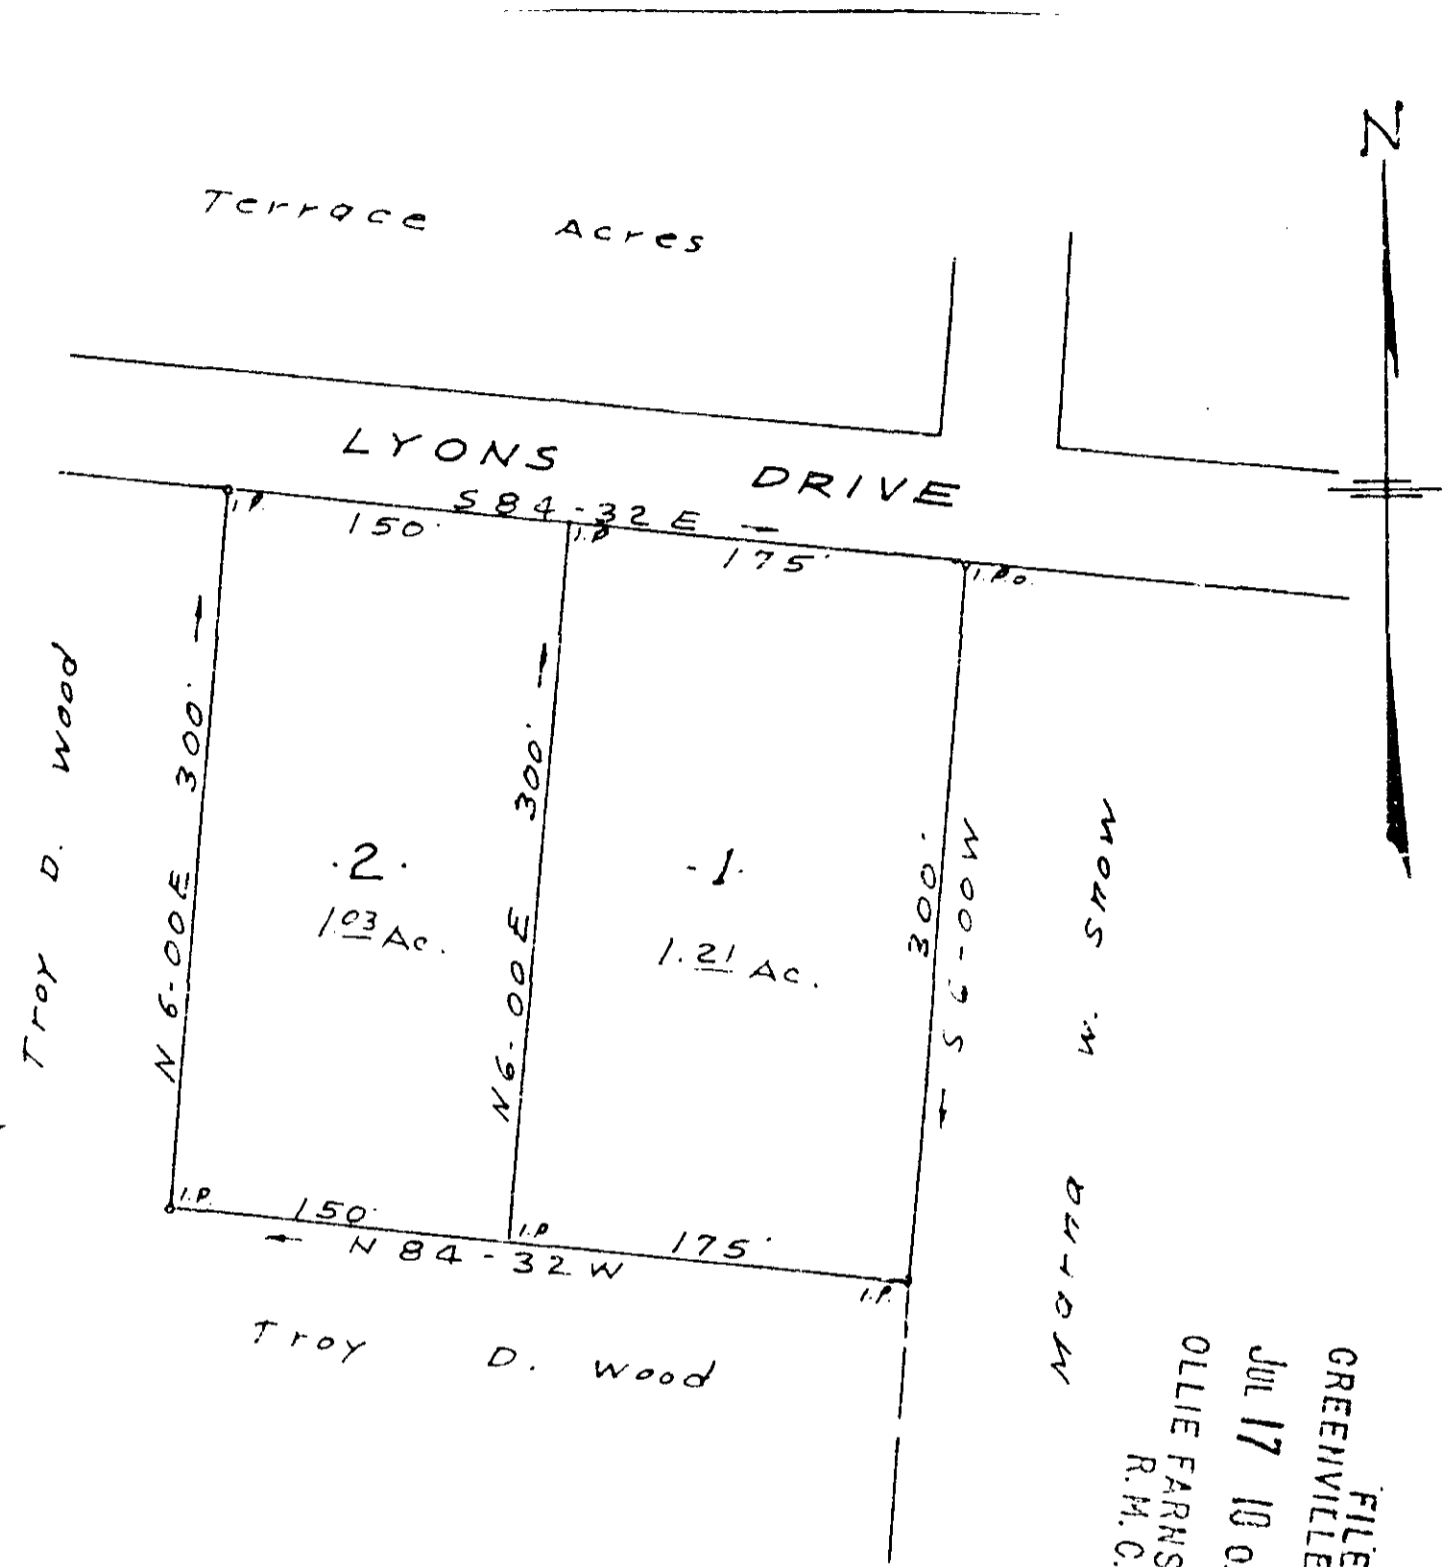 N
Terrace Acres
LYONS DRIVE
S 84-32 E
I.P.
150'
I.P.
175'
I.P.O.
Troy D. Wood
N 6-00 E 300'
N 6-00 E 300'
300'
S 6-00 W
Morna W. Snow
.2.
1.03 Ac.
-1.
1.21 Ac.
I.P.
150'
I.P.
175'
I.P.
N 84-32 W
Troy D. Wood
FILE
GREENVILLE
JUL 17 10 0
OLLIE FARNS
R.M.C.